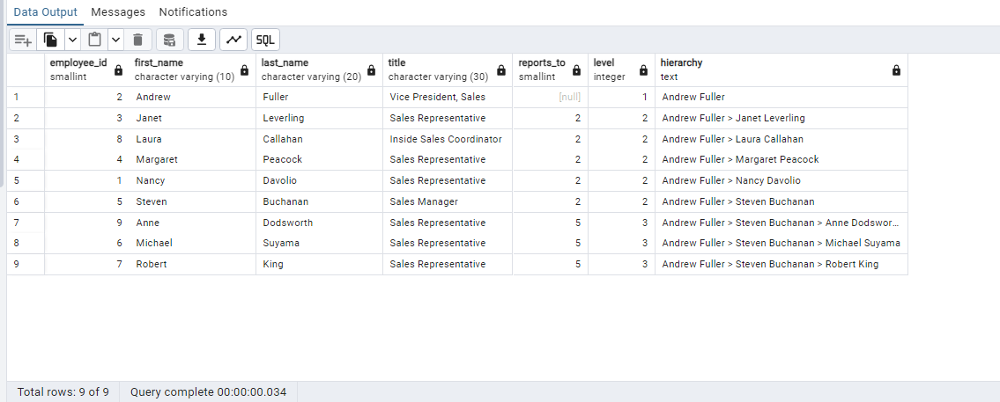 Data Output Messages Notifications
SQL
employee_id first_name last_name title reports_to level hierarchy
smallint character varying (10) character varying (20) character varying (30) smallint integer text
1 2 Andrew Fuller Vice President, Sales [null] 1 Andrew Fuller
2 3 Janet Leverling Sales Representative 2 2 Andrew Fuller > Janet Leverling
3 8 Laura Callahan Inside Sales Coordinator 2 2 Andrew Fuller > Laura Callahan
4 4 Margaret Peacock Sales Representative 2 2 Andrew Fuller > Margaret Peacock
5 1 Nancy Davolio Sales Representative 2 2 Andrew Fuller > Nancy Davolio
6 5 Steven Buchanan Sales Manager 2 2 Andrew Fuller > Steven Buchanan
7 9 Anne Dodsworth Sales Representative 5 3 Andrew Fuller > Steven Buchanan > Anne Dodswor...
8 6 Michael Suyama Sales Representative 5 3 Andrew Fuller > Steven Buchanan > Michael Suyama
9 7 Robert King Sales Representative 5 3 Andrew Fuller > Steven Buchanan > Robert King
Total rows: 9 of 9 Query complete 00:00:00.034